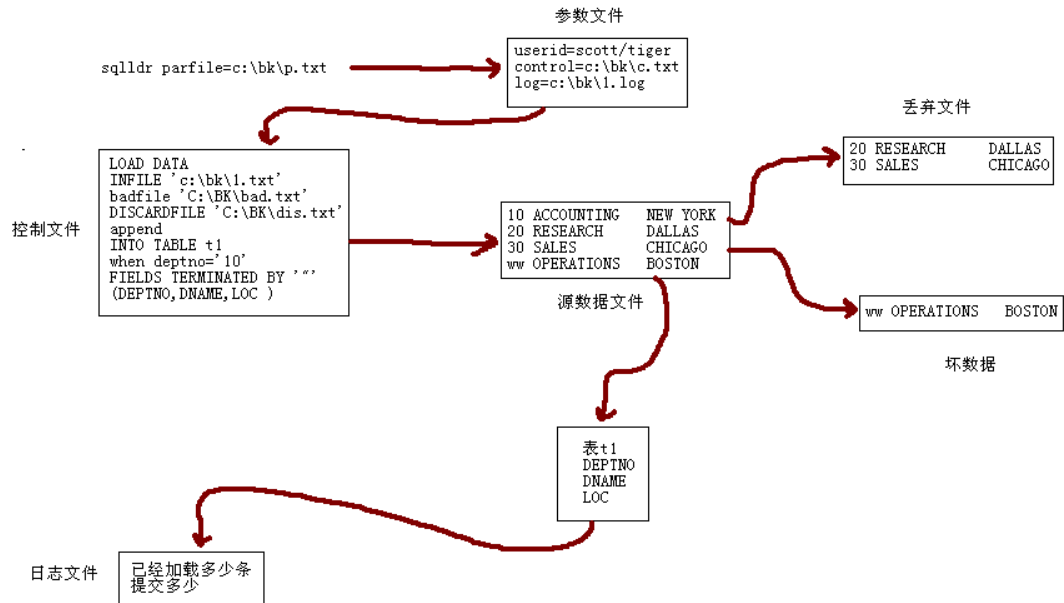 参数文件
sqlldr parfile=c:\bk\p.txt
userid=scott/tiger
control=c:\bk\c.txt
log=c:\bk\1.log
丢弃文件
20 RESEARCH DALLAS
30 SALES CHICAGO
控制文件
LOAD DATA
INFILE 'c:\bk\1.txt'
badfile 'C:\BK\bad.txt'
DISCARDFILE 'C:\BK\dis.txt'
append
INTO TABLE t1
when deptno='10'
FIELDS TERMINATED BY '~'
(DEPTNO,DNAME,LOC )
10 ACCOUNTING NEW YORK
20 RESEARCH DALLAS
30 SALES CHICAGO
ww OPERATIONS BOSTON
源数据文件
ww OPERATIONS BOSTON
坏数据
表t1
DEPTNO
DNAME
LOC
日志文件
已经加载多少条
提交多少